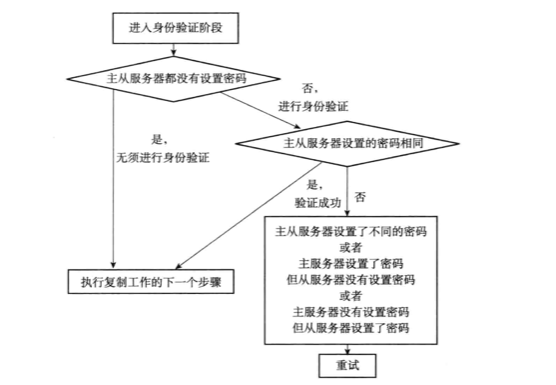 进入身份验证阶段
主从服务器都没有设置密码
否，
进行身份验证
主从服务器设置的密码相同
是，
无须进行身份验证
是，
验证成功
否
主从服务器设置了不同的密码
或者
主服务器设置了密码
但从服务器没有设置密码
或者
主服务器没有设置密码
但从服务器设置了密码
执行复制工作的下一个步骤
重试